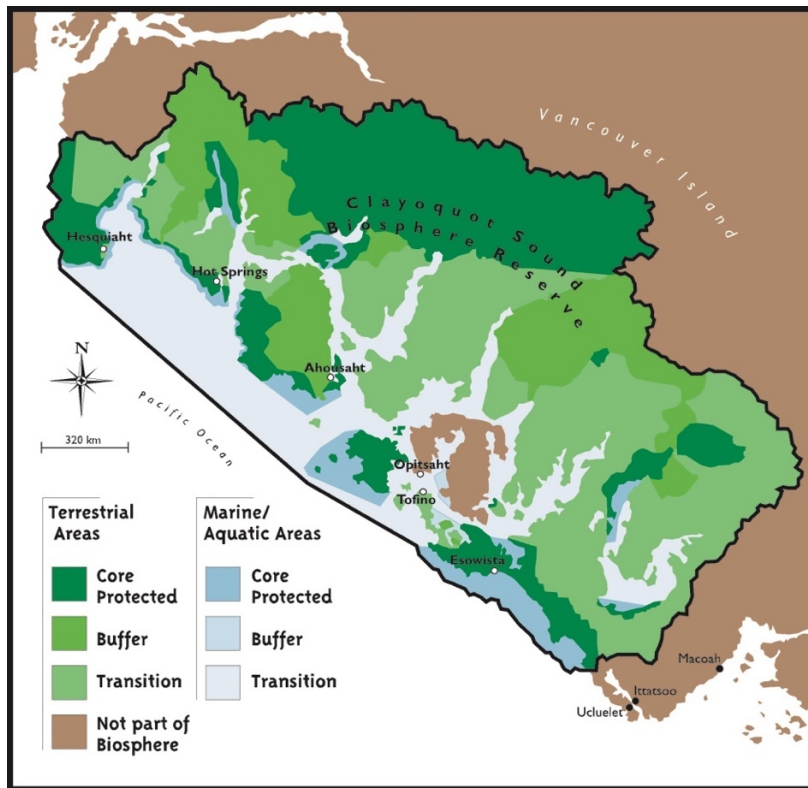 Vancouver Island
Clayoquot Sound
Biosphere Reserve
Hesquiaht
Hot Springs
Ahousaht
N
Pacific Ocean
320 km
Opitsaht
Tofino
Esowista
Macoah
Ittatsoo
Ucluelet
Terrestrial
Areas
Core
Protected
Buffer
Transition
Not part of
Biosphere
Marine/
Aquatic Areas
Core
Protected
Buffer
Transition